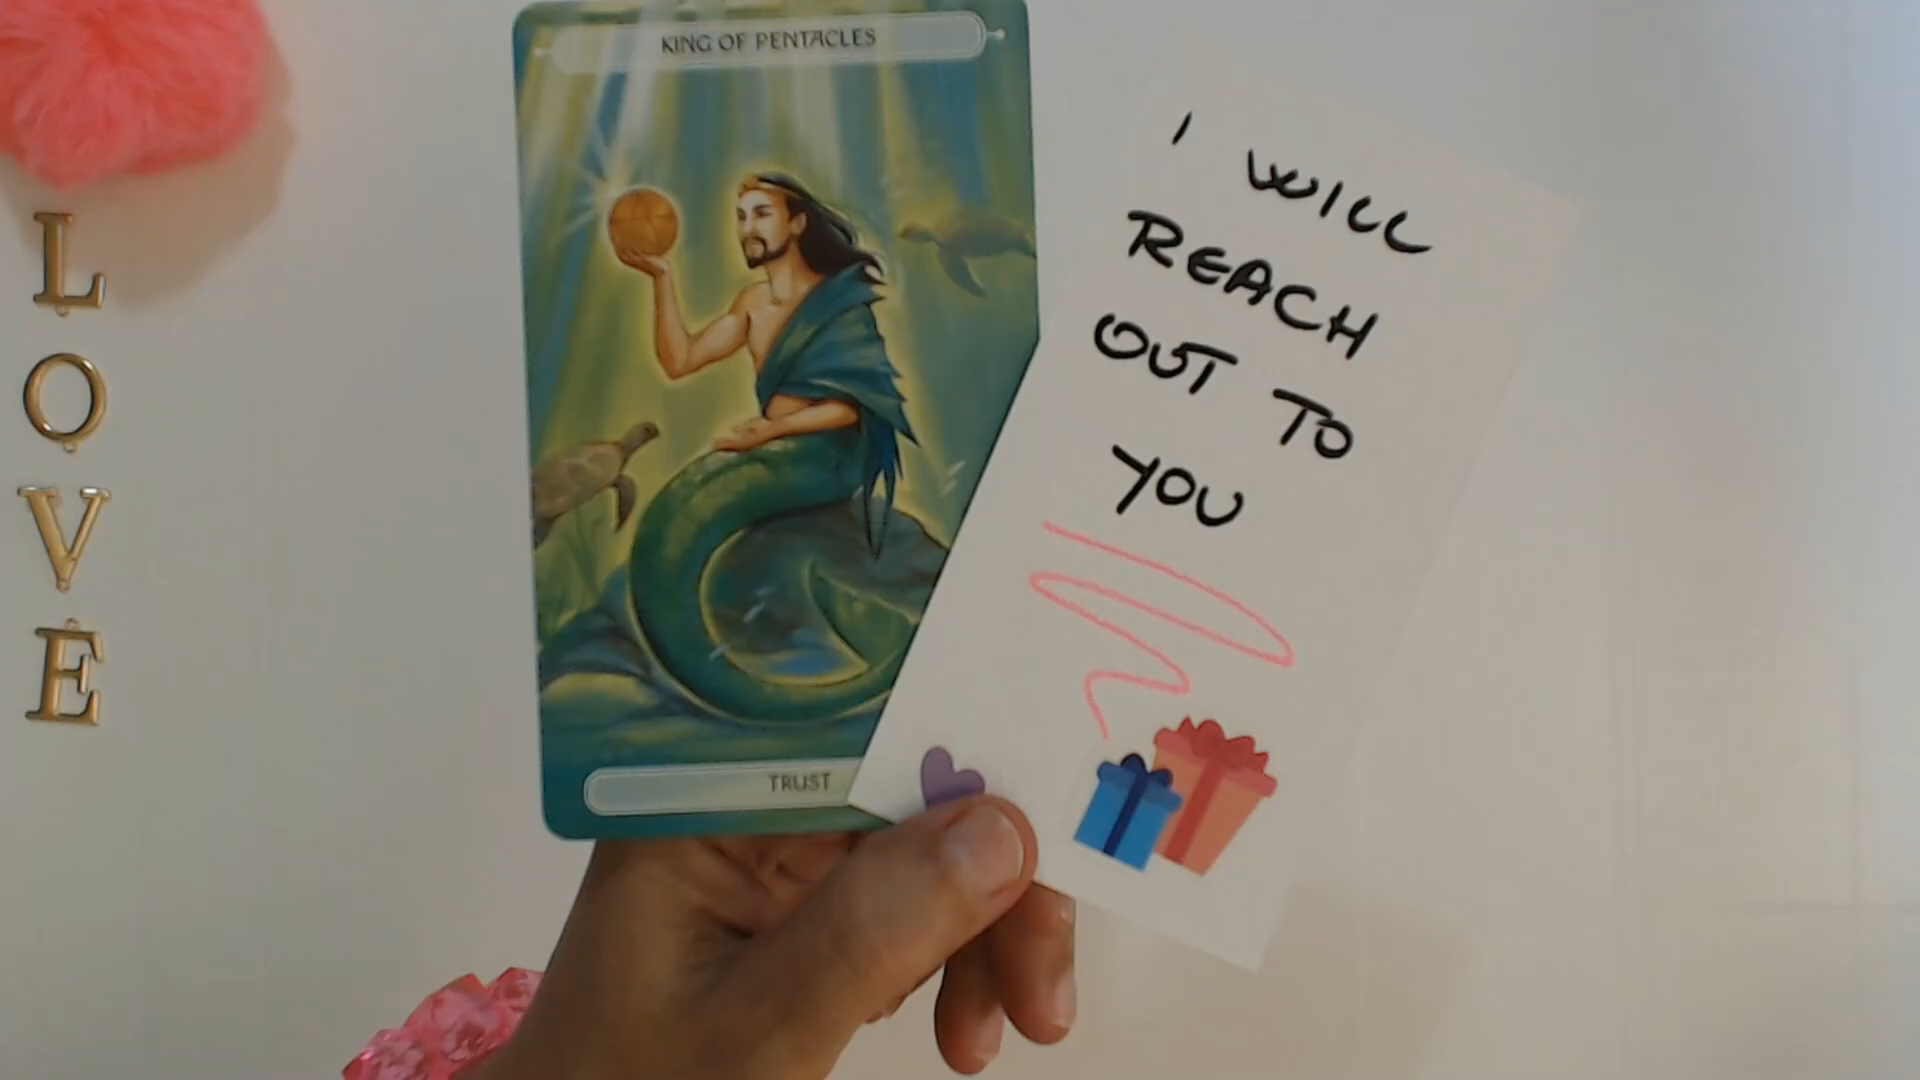 L
O
V
E
KING OF PENTACLES
TRUST
I WILL
REACH
OUT TO
YOU